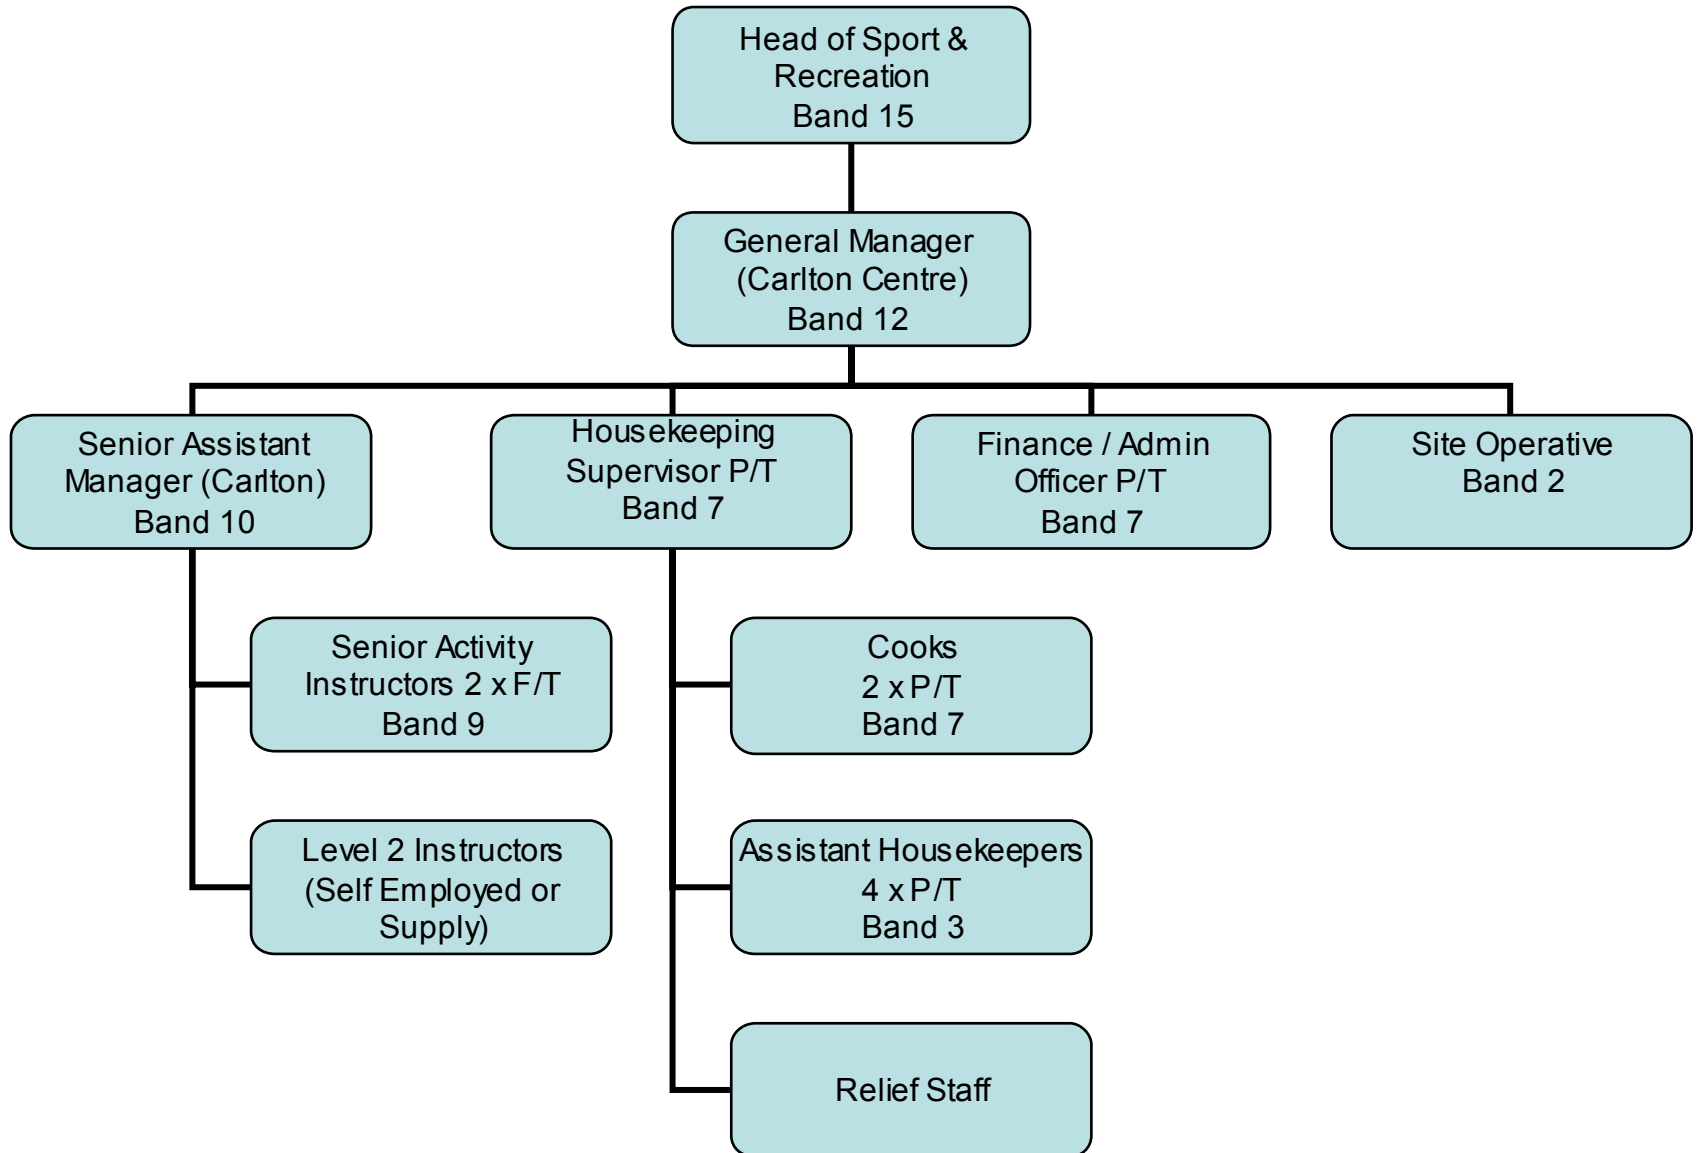 Head of Sport &
Recreation
Band 15
General Manager
(Carlton Centre)
Band 12
Senior Assistant
Manager (Carlton)
Band 10
Housekeeping
Supervisor P/T
Band 7
Finance / Admin
Officer P/T
Band 7
Site Operative
Band 2
Senior Activity
Instructors 2 x F/T
Band 9
Cooks
2 x P/T
Band 7
Level 2 Instructors
(Self Employed or
Supply)
Assistant Housekeepers
4 x P/T
Band 3
Relief Staff